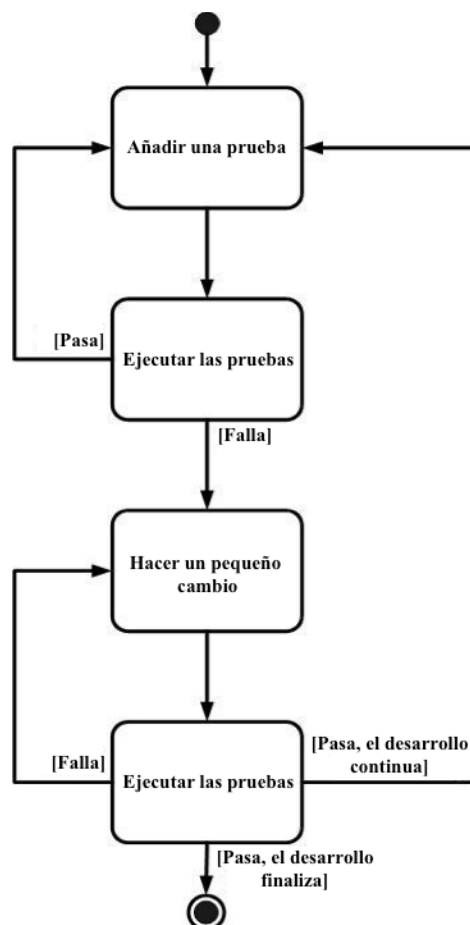 Añadir una prueba
[Pasa]
Ejecutar las pruebas
[Falla]
Hacer un pequeño
cambio
[Pasa, el desarrollo
continua]
[Falla]
Ejecutar las pruebas
[Pasa, el desarrollo
finaliza]